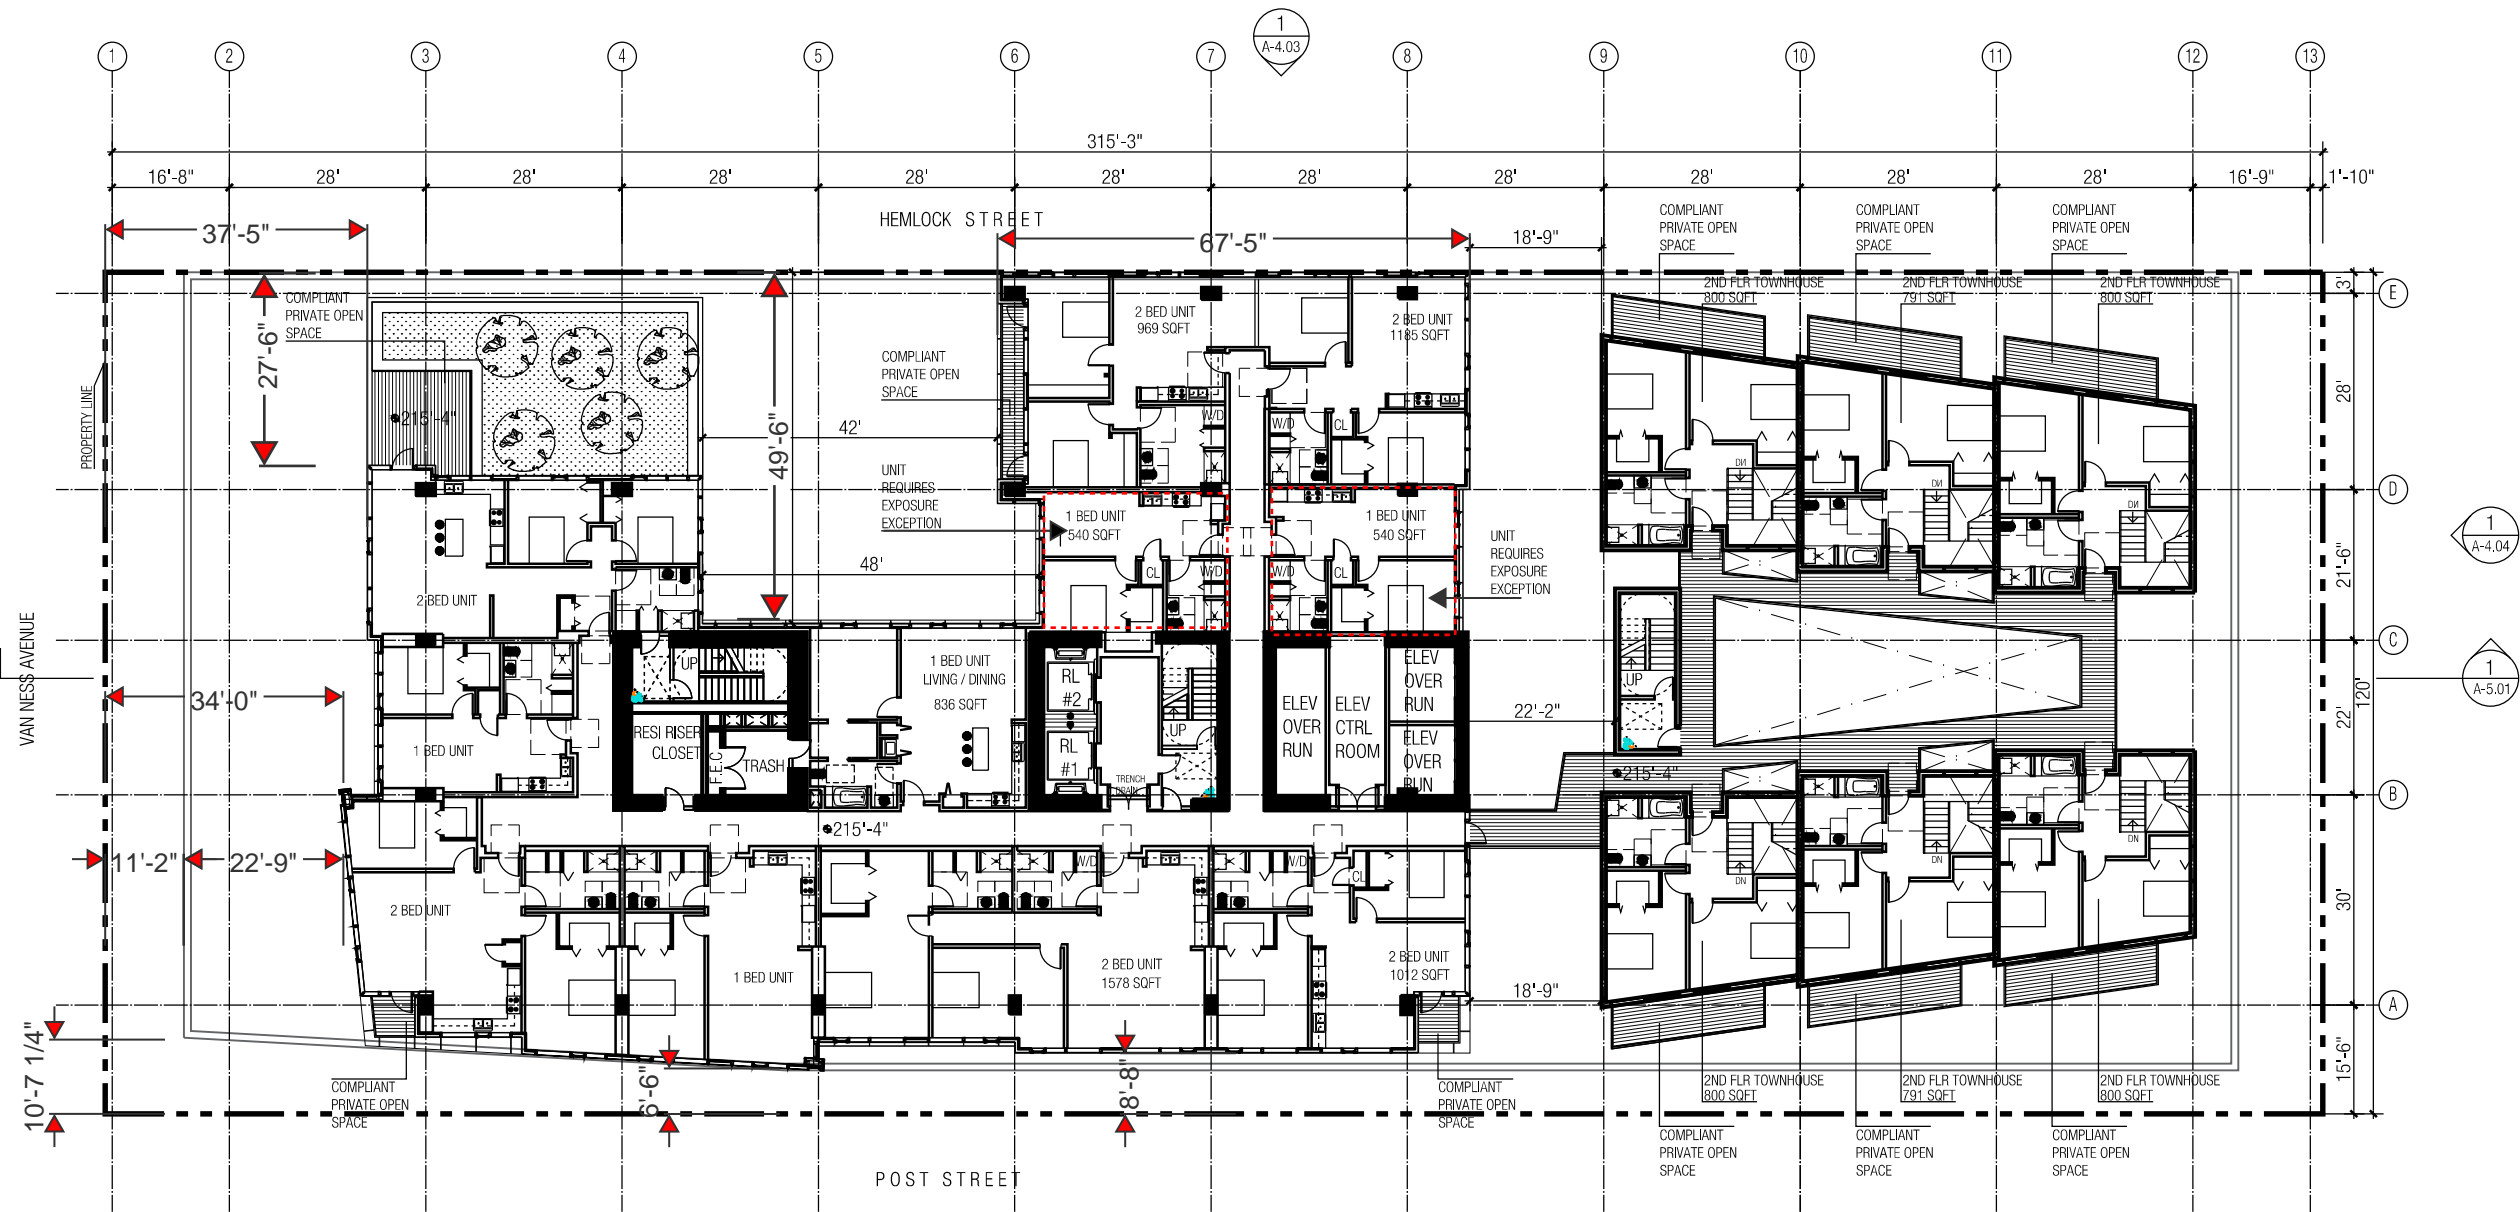 1
A-4.03
1
2
3
4
5
6
7
8
9
10
11
12
13
315'-3"
16'-8"
28'
28'
28'
28'
28'
28'
28'
28'
28'
28'
16'-9"
1'-10"
HEMLOCK STREET
37'-5"
67'-5"
18'-9"
COMPLIANT
PRIVATE OPEN
SPACE
COMPLIANT
PRIVATE OPEN
SPACE
COMPLIANT
PRIVATE OPEN
SPACE
2ND FLR TOWNHOUSE
800 SQFT
2ND FLR TOWNHOUSE
791 SQFT
2ND FLR TOWNHOUSE
800 SQFT
3'
E
27'-6"
COMPLIANT
PRIVATE OPEN
SPACE
49'-6"
2 BED UNIT
969 SQFT
2 BED UNIT
1185 SQFT
COMPLIANT
PRIVATE OPEN
SPACE
PROPERTY LINE
215'-4"
42'
W/D
W/D
CL
28'
UNIT
REQUIRES
EXPOSURE
EXCEPTION
DN
DN
DN
D
1 BED UNIT
540 SQFT
1 BED UNIT
540 SQFT
UNIT
REQUIRES
EXPOSURE
EXCEPTION
1
A-4.04
48'
CL
W/D
W/D
CL
21'-6"
2 BED UNIT
C
VAN NESS AVENUE
34'-0"
UP
1 BED UNIT
LIVING / DINING
836 SQFT
RL
#2
UP
ELEV
OVER
RUN
ELEV
CTRL
ROOM
ELEV
OVER
RUN
UP
1
A-5.01
22'
120'
22'-2"
1 BED UNIT
RESI RISER
CLOSET
F.E.C
TRASH
RL
#1
TRENCH
DRAIN
ELEV
OVER
RUN
215'-4"
B
215'-4"
11'-2"
22'-9"
W/D
W/D
CL
DN
DN
DN
30'
2 BED UNIT
1 BED UNIT
2 BED UNIT
1578 SQFT
2 BED UNIT
1012 SQFT
18'-9"
A
10'-7 1/4"
6'-6"
8'-8"
15'-6"
COMPLIANT
PRIVATE OPEN
SPACE
COMPLIANT
PRIVATE OPEN
SPACE
2ND FLR TOWNHOUSE
800 SQFT
2ND FLR TOWNHOUSE
791 SQFT
2ND FLR TOWNHOUSE
800 SQFT
COMPLIANT
PRIVATE OPEN
SPACE
COMPLIANT
PRIVATE OPEN
SPACE
COMPLIANT
PRIVATE OPEN
SPACE
POST STREET